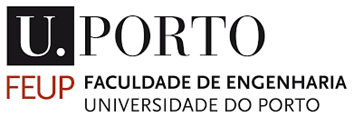 U. PORTO
FEUP FACULDADE DE ENGENHARIA
UNIVERSIDADE DO PORTO